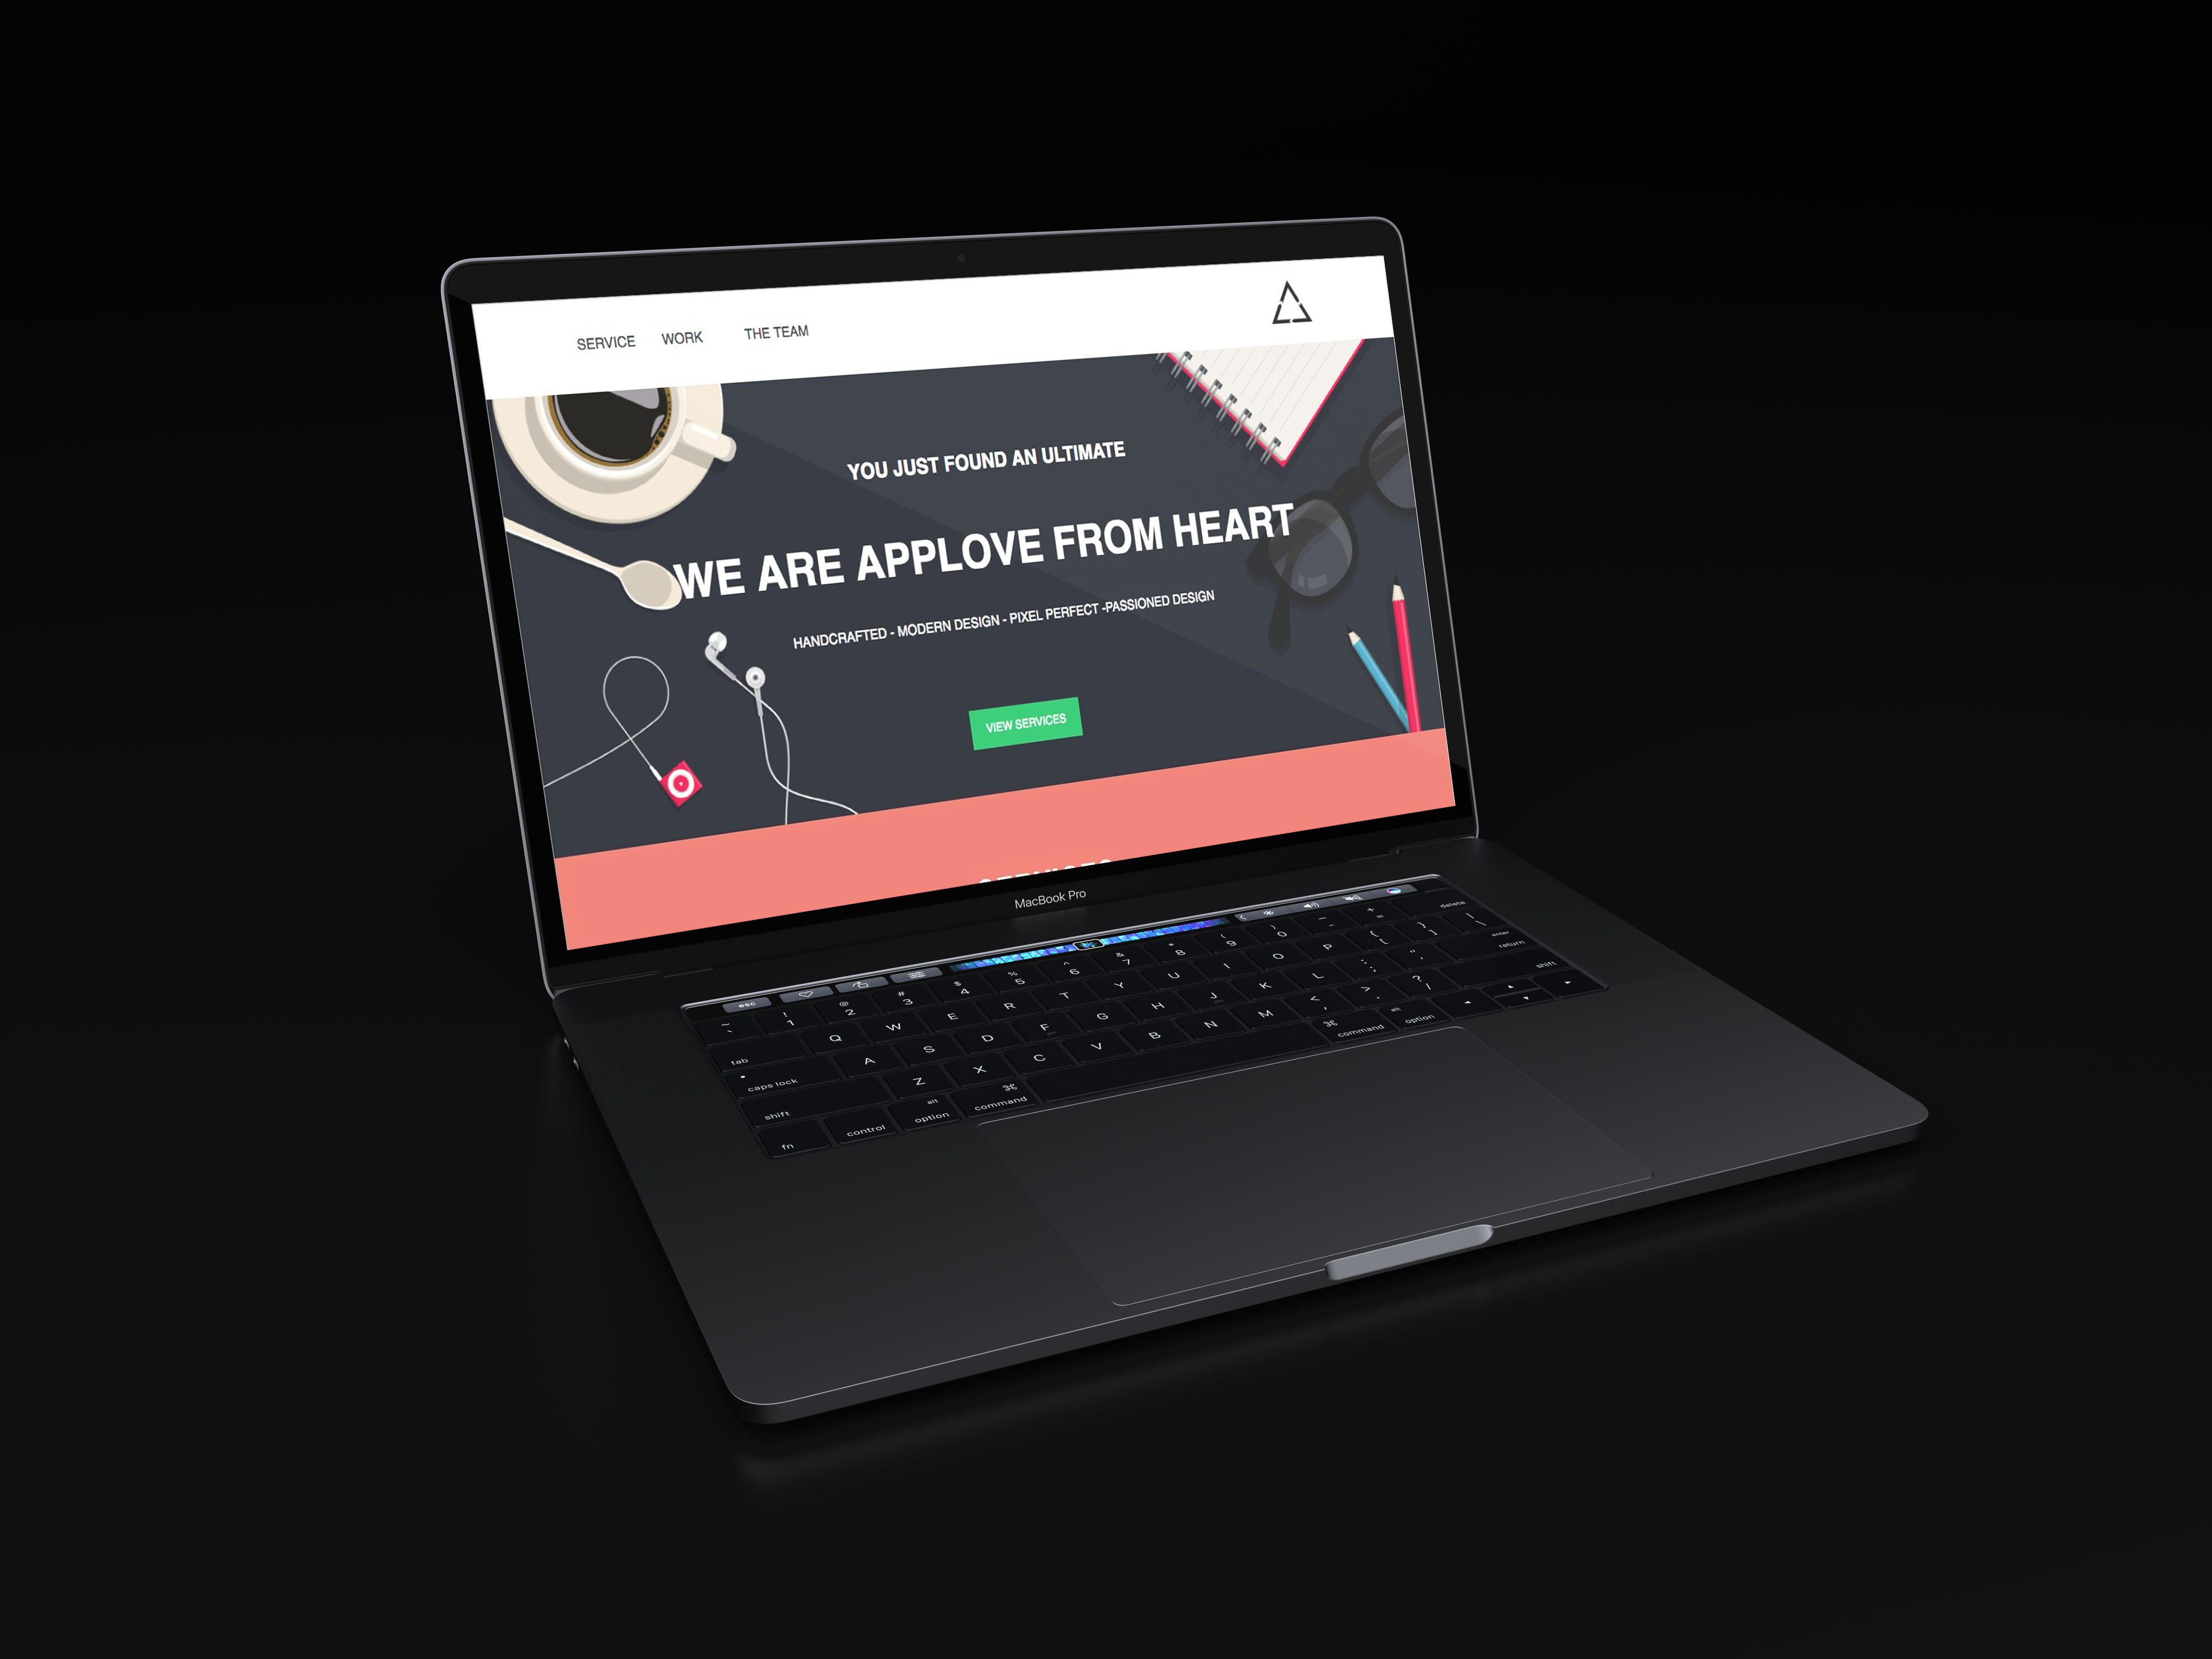 SERVICE WORK THE TEAM
YOU JUST FOUND AN ULTIMATE
WE ARE APPLOVE FROM HEART
HANDCRAFTED - MODERN DESIGN - PIXEL PERFECT -PASSIONED DESIGN
VIEW SERVICES
MacBook Pro
esc
~ ! @ # $ % ^ & * ( ) _ + delete
` 1 2 3 4 5 6 7 8 9 0 - =
tab Q W E R T Y U I O P { [ } ] | \
caps lock A S D F G H J K L : ; " ' enter return
shift Z X C V B N M < , > . ? / shift
fn control alt option ⌘ command ⌘ command alt option